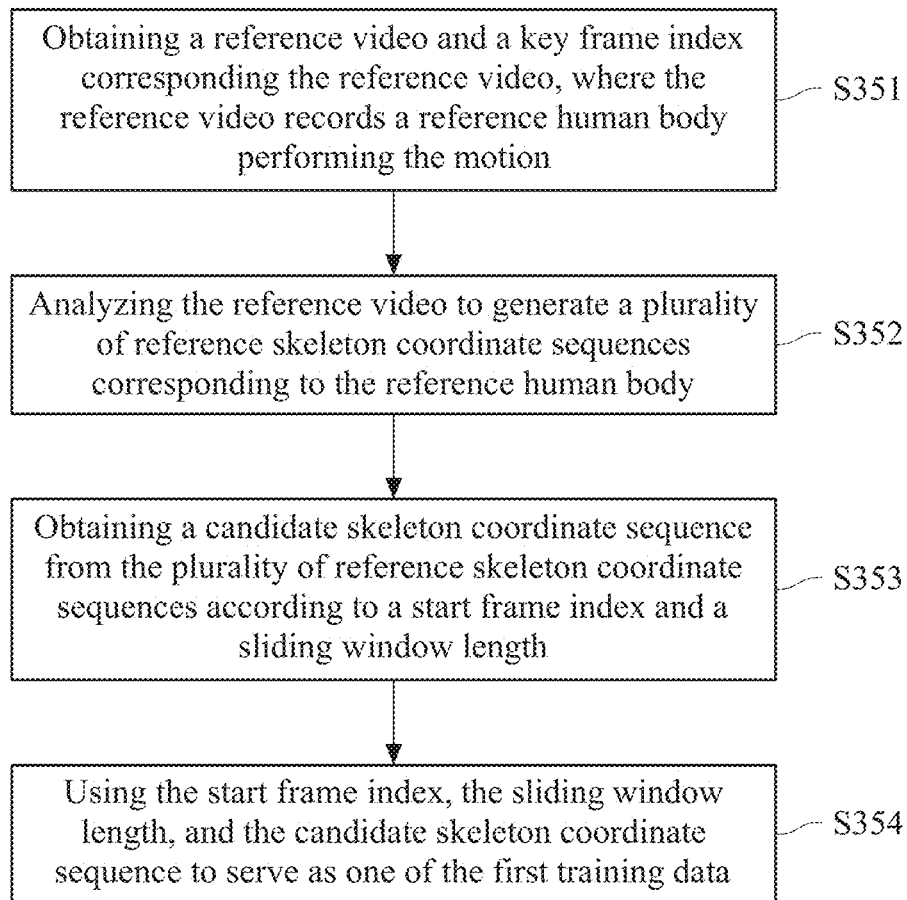 Obtaining a reference video and a key frame index
corresponding the reference video, where the
reference video records a reference human body
performing the motion
S351
Analyzing the reference video to generate a plurality
of reference skeleton coordinate sequences
corresponding to the reference human body
S352
Obtaining a candidate skeleton coordinate sequence
from the plurality of reference skeleton coordinate
sequences according to a start frame index and a
sliding window length
S353
Using the start frame index, the sliding window
length, and the candidate skeleton coordinate
sequence to serve as one of the first training data
S354